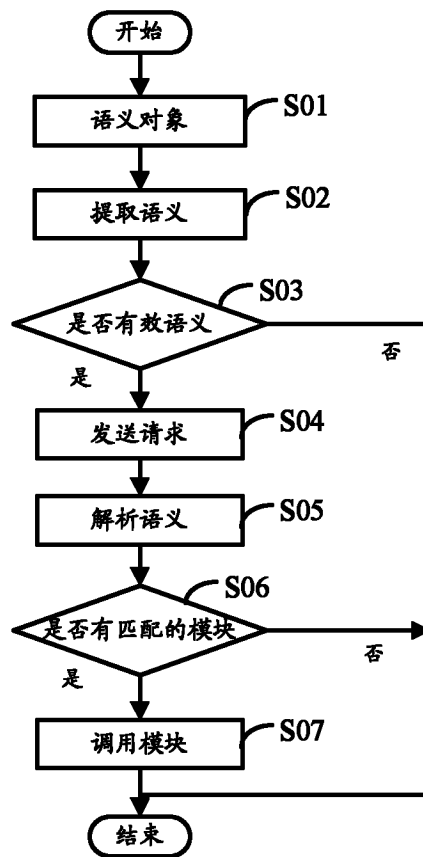 开始
语义对象
S01
提取语义
S02
S03
是否有效语义
否
是
发送请求
S04
解析语义
S05
S06
是否有匹配的模块
否
是
调用模块
S07
结束